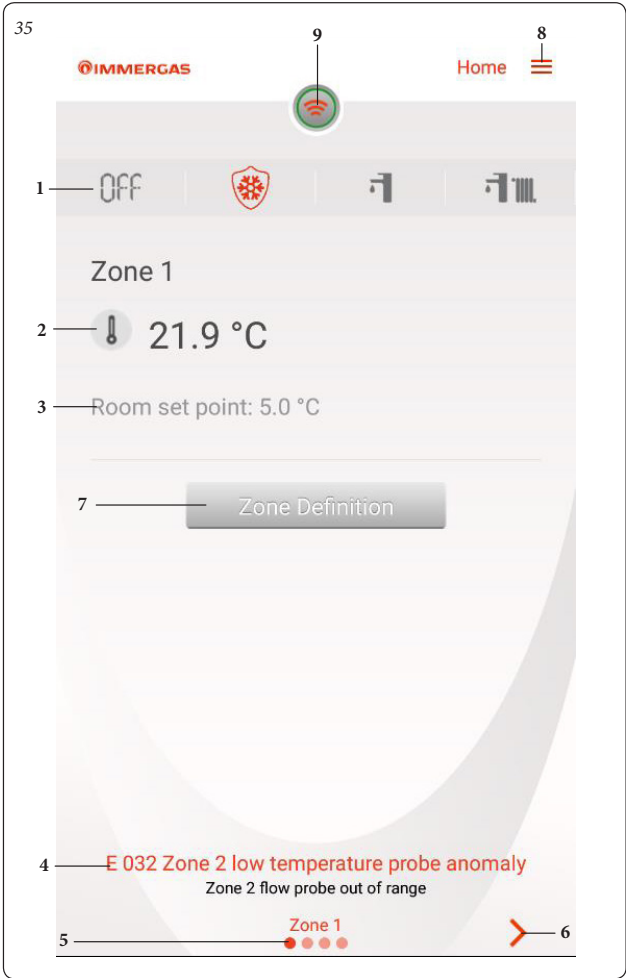 35
9
8
IMMERGAS
Home
1
OFF
Zone 1
2
21.9 °C
3
Room set point: 5.0 °C
7
Zone Definition
4
E 032 Zone 2 low temperature probe anomaly
Zone 2 flow probe out of range
Zone 1
5
6